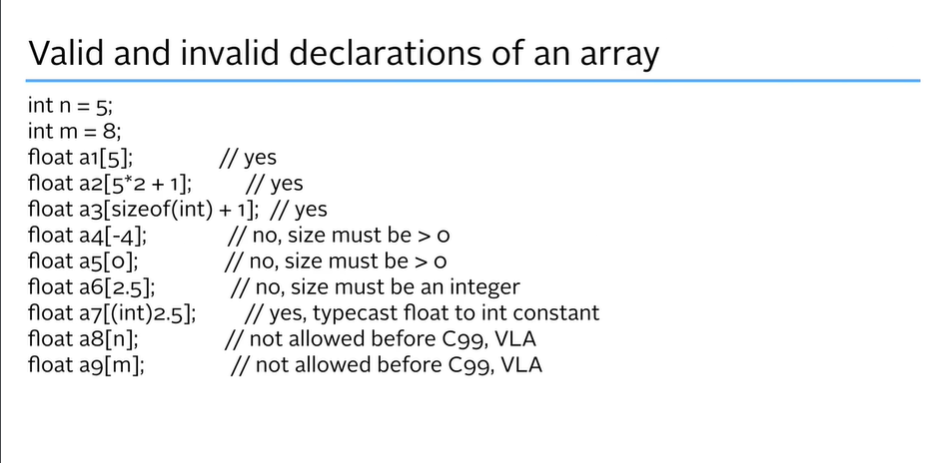 Valid and invalid declarations of an array
int n = 5;
int m = 8;
float a1[5]; // yes
float a2[5*2 + 1]; // yes
float a3[sizeof(int) + 1]; // yes
float a4[-4]; // no, size must be > 0
float a5[0]; // no, size must be > 0
float a6[2.5]; // no, size must be an integer
float a7[(int)2.5]; // yes, typecast float to int constant
float a8[n]; // not allowed before C99, VLA
float a9[m]; // not allowed before C99, VLA